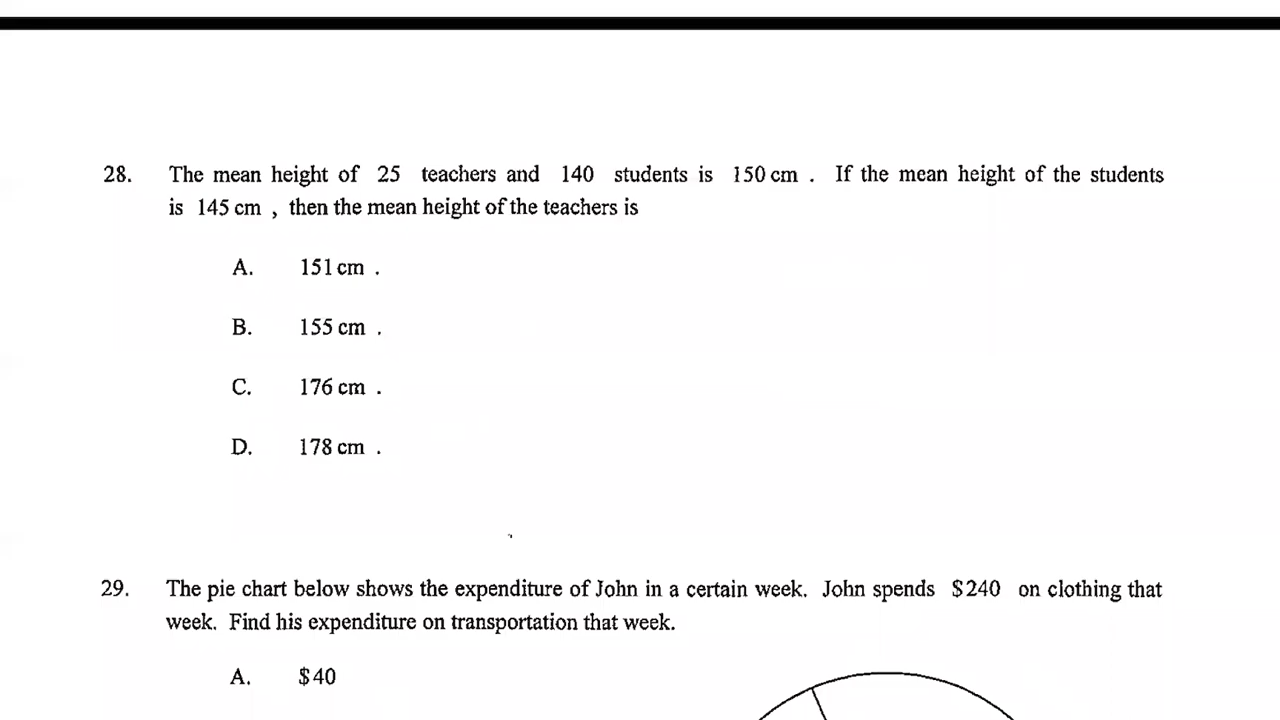 28. The mean height of 25 teachers and 140 students is 150 cm . If the mean height of the students
is 145 cm , then the mean height of the teachers is
A. 151 cm .
B. 155 cm .
C. 176 cm .
D. 178 cm .
29. The pie chart below shows the expenditure of John in a certain week. John spends $240 on clothing that
week. Find his expenditure on transportation that week.
A. $40